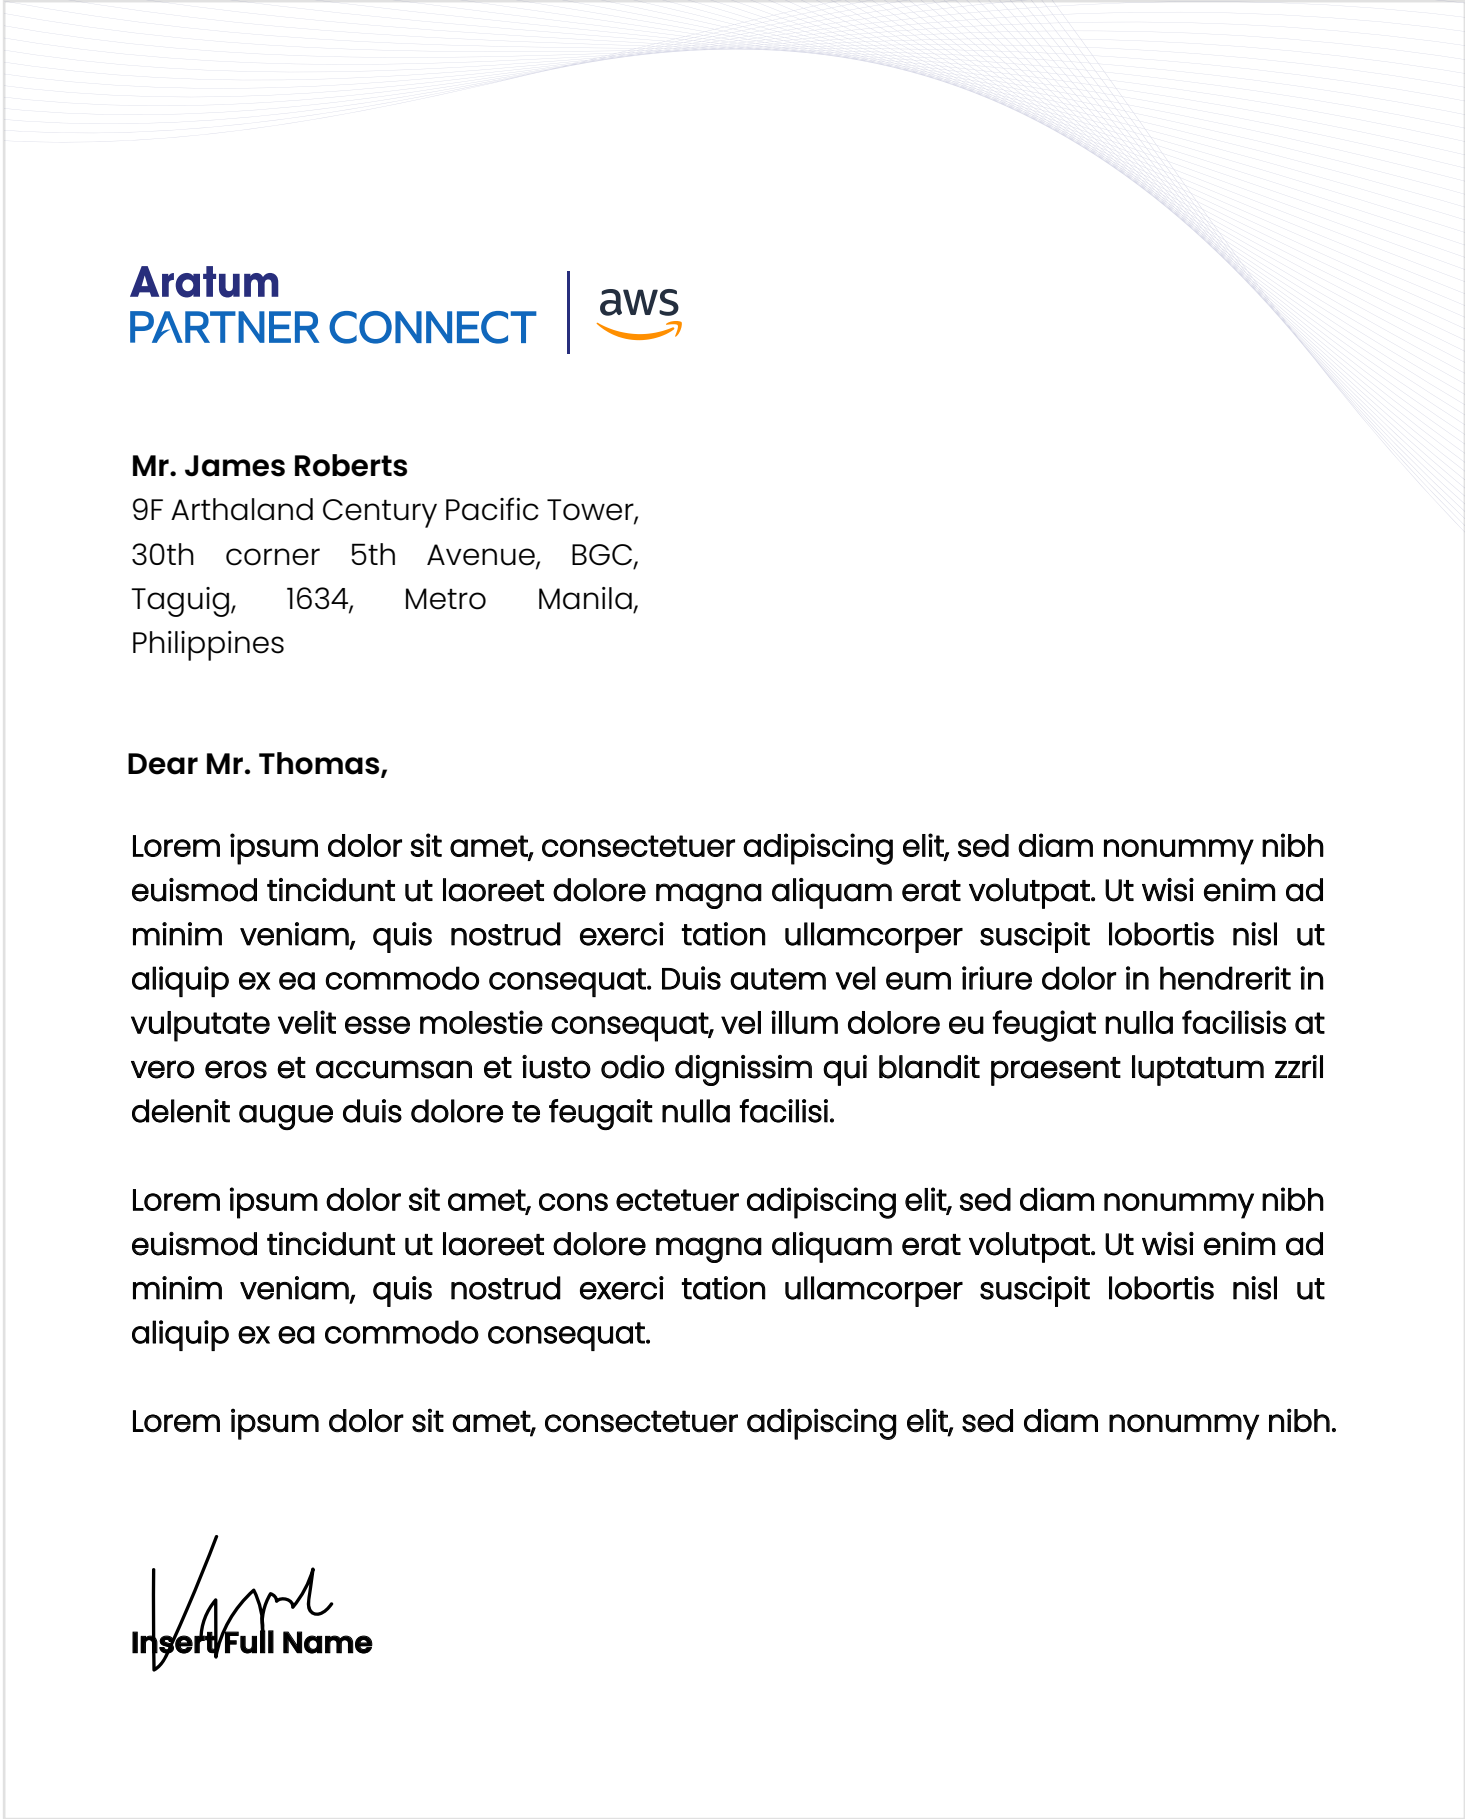 Aratum
PARTNER CONNECT
aws
Mr. James Roberts
9F Arthaland Century Pacific Tower,
30th corner 5th Avenue, BGC,
Taguig, 1634, Metro Manila,
Philippines
Dear Mr. Thomas,
Lorem ipsum dolor sit amet, consectetuer adipiscing elit, sed diam nonummy nibh
euismod tincidunt ut laoreet dolore magna aliquam erat volutpat. Ut wisi enim ad
minim veniam, quis nostrud exerci tation ullamcorper suscipit lobortis nisl ut
aliquip ex ea commodo consequat. Duis autem vel eum iriure dolor in hendrerit in
vulputate velit esse molestie consequat, vel illum dolore eu feugiat nulla facilisis at
vero eros et accumsan et iusto odio dignissim qui blandit praesent luptatum zzril
delenit augue duis dolore te feugait nulla facilisi.
Lorem ipsum dolor sit amet, cons ectetuer adipiscing elit, sed diam nonummy nibh
euismod tincidunt ut laoreet dolore magna aliquam erat volutpat. Ut wisi enim ad
minim veniam, quis nostrud exerci tation ullamcorper suscipit lobortis nisl ut
aliquip ex ea commodo consequat.
Lorem ipsum dolor sit amet, consectetuer adipiscing elit, sed diam nonummy nibh.
Insert Full Name